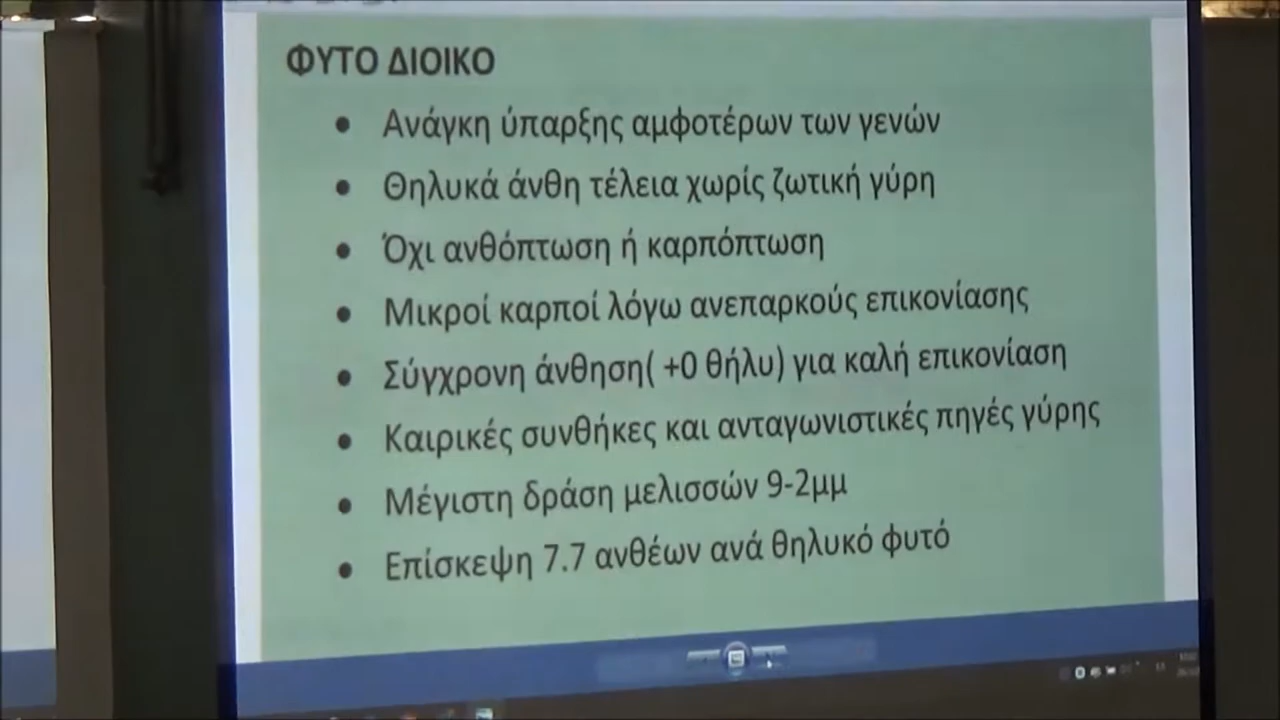 ΦΥΤΟ ΔΙΟΙΚΟ
• Ανάγκη ύπαρξης αμφοτέρων των γενών
• Θηλυκά άνθη τέλεια χωρίς ζωτική γύρη
• Όχι ανθόπτωση ή καρπόπτωση
• Μικροί καρποί λόγω ανεπαρκούς επικονίασης
• Σύγχρονη άνθηση( +0 θήλυ) για καλή επικονίαση
• Καιρικές συνθήκες και ανταγωνιστικές πηγές γύρης
• Μέγιστη δράση μελισσών 9-2μμ
• Επίσκεψη 7.7 ανθέων ανά θηλυκό φυτό